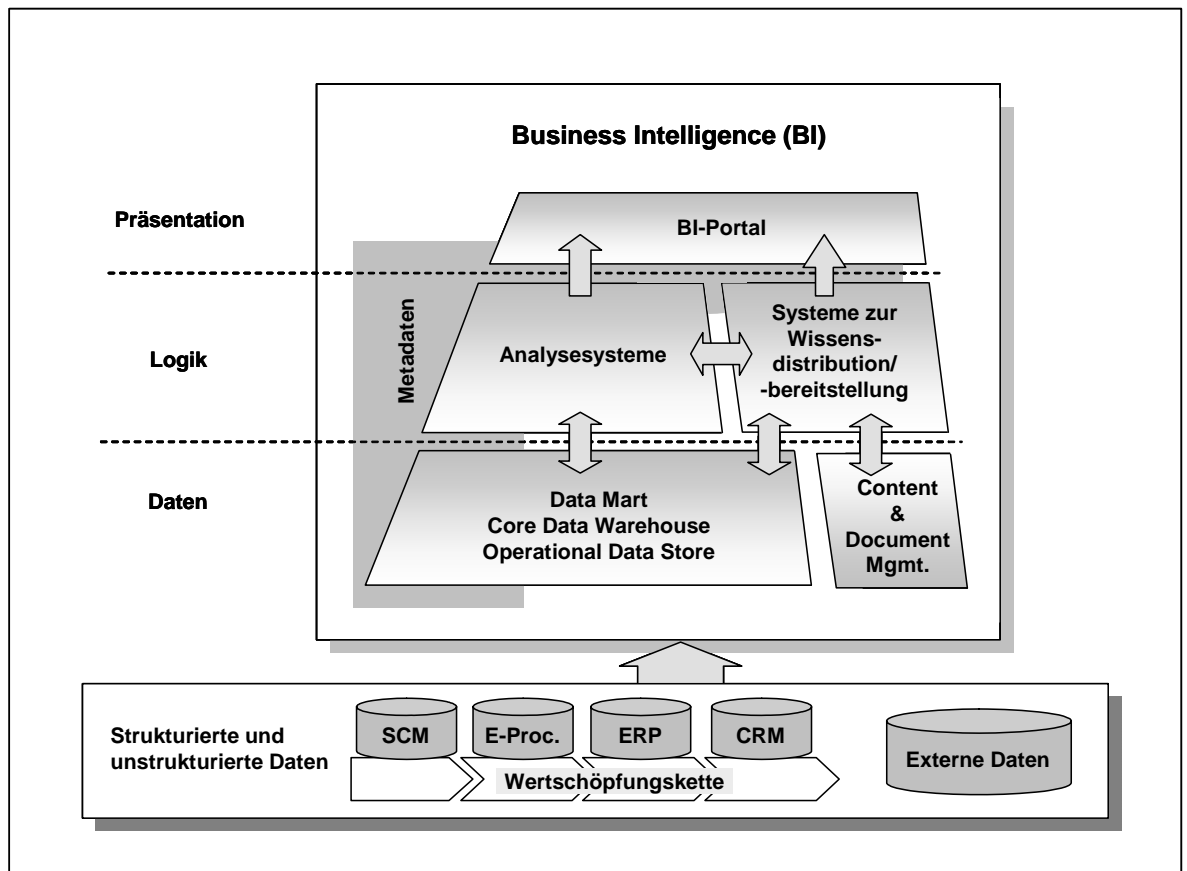 Business Intelligence (BI)
Präsentation
BI-Portal
Logik
Metadaten
Analysesysteme
Systeme zur
Wissens-
distribution/
-bereitstellung
Daten
Data Mart
Core Data Warehouse
Operational Data Store
Content
&
Document
Mgmt.
Strukturierte und
unstrukturierte Daten
SCM
E-Proc.
ERP
CRM
Wertschöpfungskette
Externe Daten